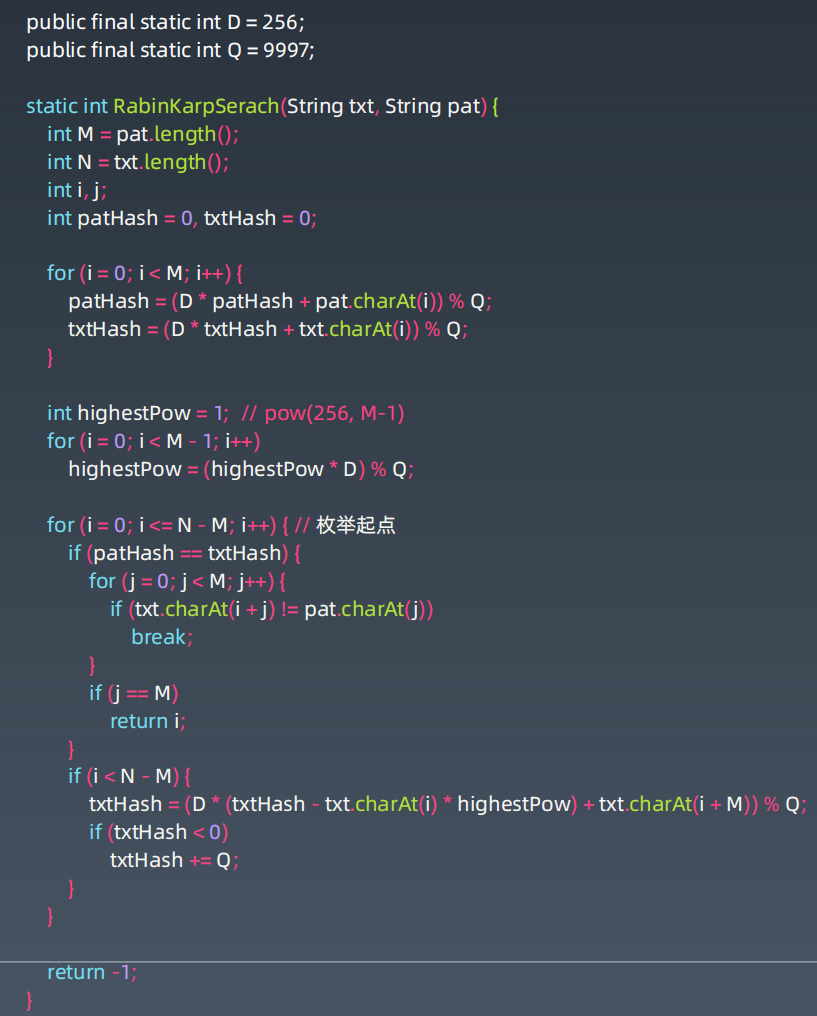 public final static int D = 256;
public final static int Q = 9997;
static int RabinKarpSerach(String txt, String pat) {
int M = pat.length();
int N = txt.length();
int i, j;
int patHash = 0, txtHash = 0;
for (i = 0; i < M; i++) {
patHash = (D * patHash + pat.charAt(i)) % Q;
txtHash = (D * txtHash + txt.charAt(i)) % Q;
}
int highestPow = 1; // pow(256, M-1)
for (i = 0; i < M - 1; i++)
highestPow = (highestPow * D) % Q;
for (i = 0; i <= N - M; i++) { // 枚举起点
if (patHash == txtHash) {
for (j = 0; j < M; j++) {
if (txt.charAt(i + j) != pat.charAt(j))
break;
}
if (j == M)
return i;
}
if (i < N - M) {
txtHash = (D * (txtHash - txt.charAt(i) * highestPow) + txt.charAt(i + M)) % Q;
if (txtHash < 0)
txtHash += Q;
}
}
return -1;
}